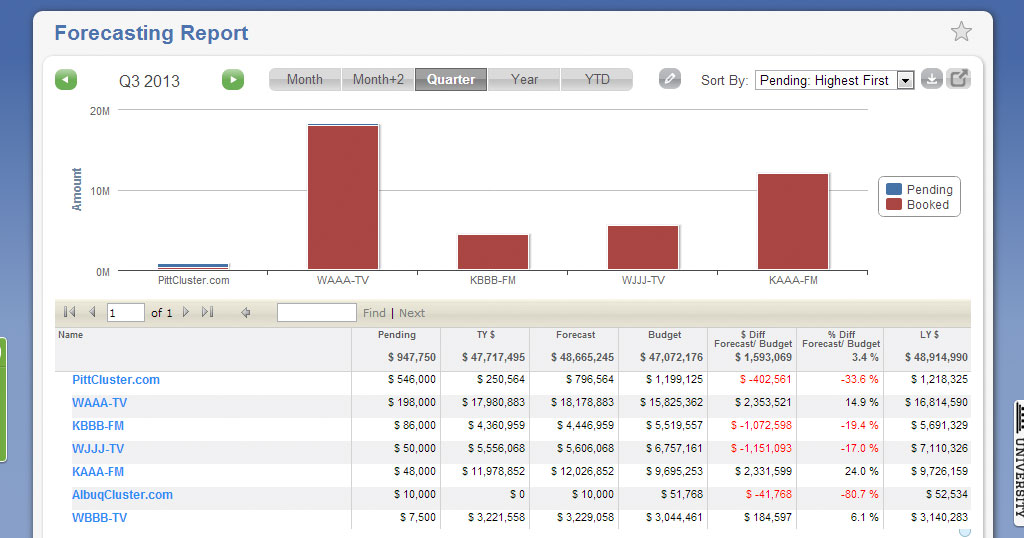 Forecasting Report
Q3 2013 Month Month+2 Quarter Year YTD Sort By: Pending: Highest First
20M
10M
0M
Amount
Pending
Booked
PittCluster.com WAAA-TV KBBB-FM WJJJ-TV KAAA-FM
1 of 1 Find | Next
Name Pending TY $ Forecast Budget $ Diff Forecast/ Budget % Diff Forecast/ Budget LY $
$ 947,750 $ 47,717,495 $ 48,665,245 $ 47,072,176 $ 1,593,069 3.4 % $ 48,914,990
PittCluster.com $ 546,000 $ 250,564 $ 796,564 $ 1,199,125 $ -402,561 -33.6 % $ 1,218,325
WAAA-TV $ 198,000 $ 17,980,883 $ 18,178,883 $ 15,825,362 $ 2,353,521 14.9 % $ 16,814,590
KBBB-FM $ 86,000 $ 4,360,959 $ 4,446,959 $ 5,519,557 $ -1,072,598 -19.4 % $ 5,691,329
WJJJ-TV $ 50,000 $ 5,556,068 $ 5,606,068 $ 6,757,161 $ -1,151,093 -17.0 % $ 7,110,326
KAAA-FM $ 48,000 $ 11,978,852 $ 12,026,852 $ 9,695,253 $ 2,331,599 24.0 % $ 9,726,159
AlbuqCluster.com $ 10,000 $ 0 $ 10,000 $ 51,768 $ -41,768 -80.7 % $ 52,534
WBBB-TV $ 7,500 $ 3,221,558 $ 3,229,058 $ 3,044,461 $ 184,597 6.1 % $ 3,140,283
UNIVERSITY